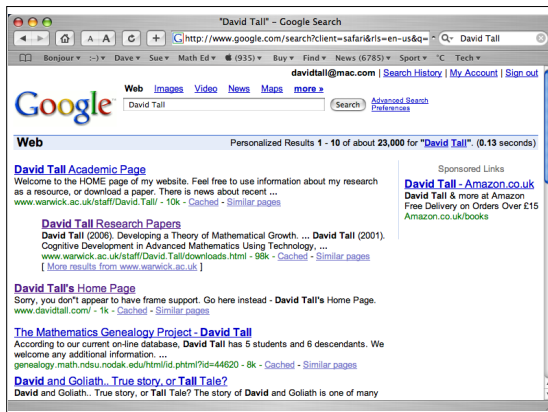 "David Tall" – Google Search
A A C + G http://www.google.com/search?client=safari&rls=en-us&q= Q David Tall
Bonjour :-) Dave Sue Math Ed (935) Buy Find News (6785) Sport °C Tech
davidtall@mac.com | Search History | My Account | Sign out
Google
Web Images Video News Maps more »
David Tall Search Advanced Search
Preferences
Web Personalized Results 1 - 10 of about 23,000 for "David Tall". (0.13 seconds)
David Tall Academic Page
Welcome to the HOME page of my website. Feel free to use information about my research
as a resource, or download a paper. There is news about recent ...
www.warwick.ac.uk/staff/David.Tall/ - 10k - Cached - Similar pages
David Tall Research Papers
David Tall (2006). Developing a Theory of Mathematical Growth. ... David Tall (2001).
Cognitive Development in Advanced Mathematics Using Technology, ...
www.warwick.ac.uk/staff/David.Tall/downloads.html - 98k - Cached - Similar pages
[ More results from www.warwick.ac.uk ]
David Tall's Home Page
Sorry, you don"t appear to have frame support. Go here instead - David Tall's Home Page.
www.davidtall.com/ - 1k - Cached - Similar pages
The Mathematics Genealogy Project - David Tall
According to our current on-line database, David Tall has 5 students and 6 descendants. We
welcome any additional information. ...
genealogy.math.ndsu.nodak.edu/html/id.phtml?id=44620 - 8k - Cached - Similar pages
David and Goliath.. True story, or Tall Tale?
David and Goliath.. True story, or Tall Tale? The story of David and Goliath is one of many
Sponsored Links
David Tall - Amazon.co.uk
David Tall & more at Amazon
Free Delivery on Orders Over £15
Amazon.co.uk/books